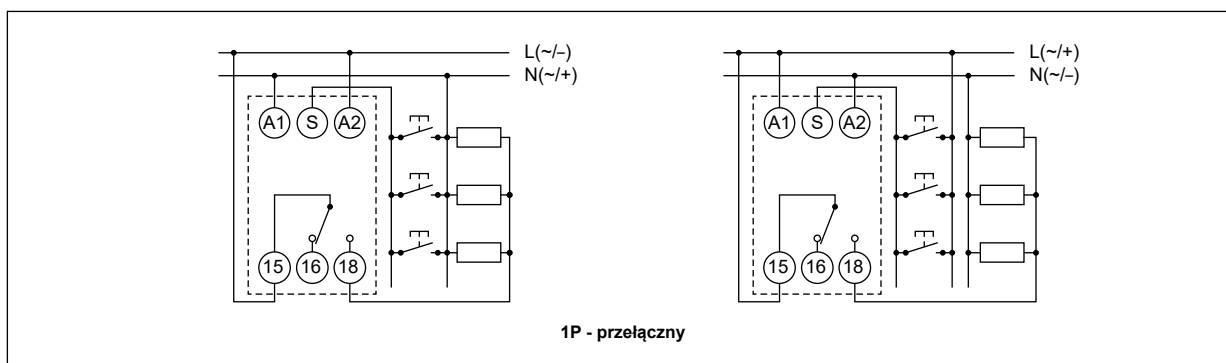 L(~/–)
N(~/+)
A1 S A2
15 16 18
L(~/+)
N(~/–)
A1 S A2
15 16 18
1P - przełączny